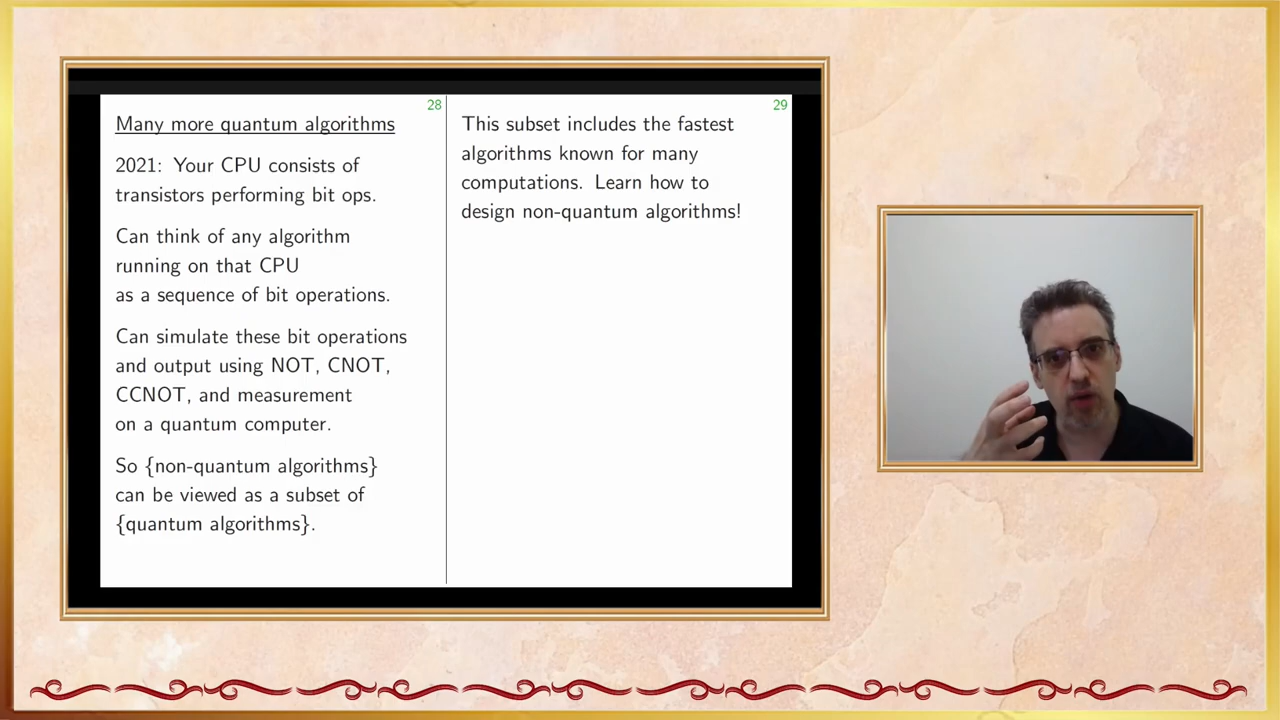 28
Many more quantum algorithms
2021: Your CPU consists of
transistors performing bit ops.
Can think of any algorithm
running on that CPU
as a sequence of bit operations.
Can simulate these bit operations
and output using NOT, CNOT,
CCNOT, and measurement
on a quantum computer.
So {non-quantum algorithms}
can be viewed as a subset of
{quantum algorithms}.
29
This subset includes the fastest
algorithms known for many
computations. Learn how to
design non-quantum algorithms!